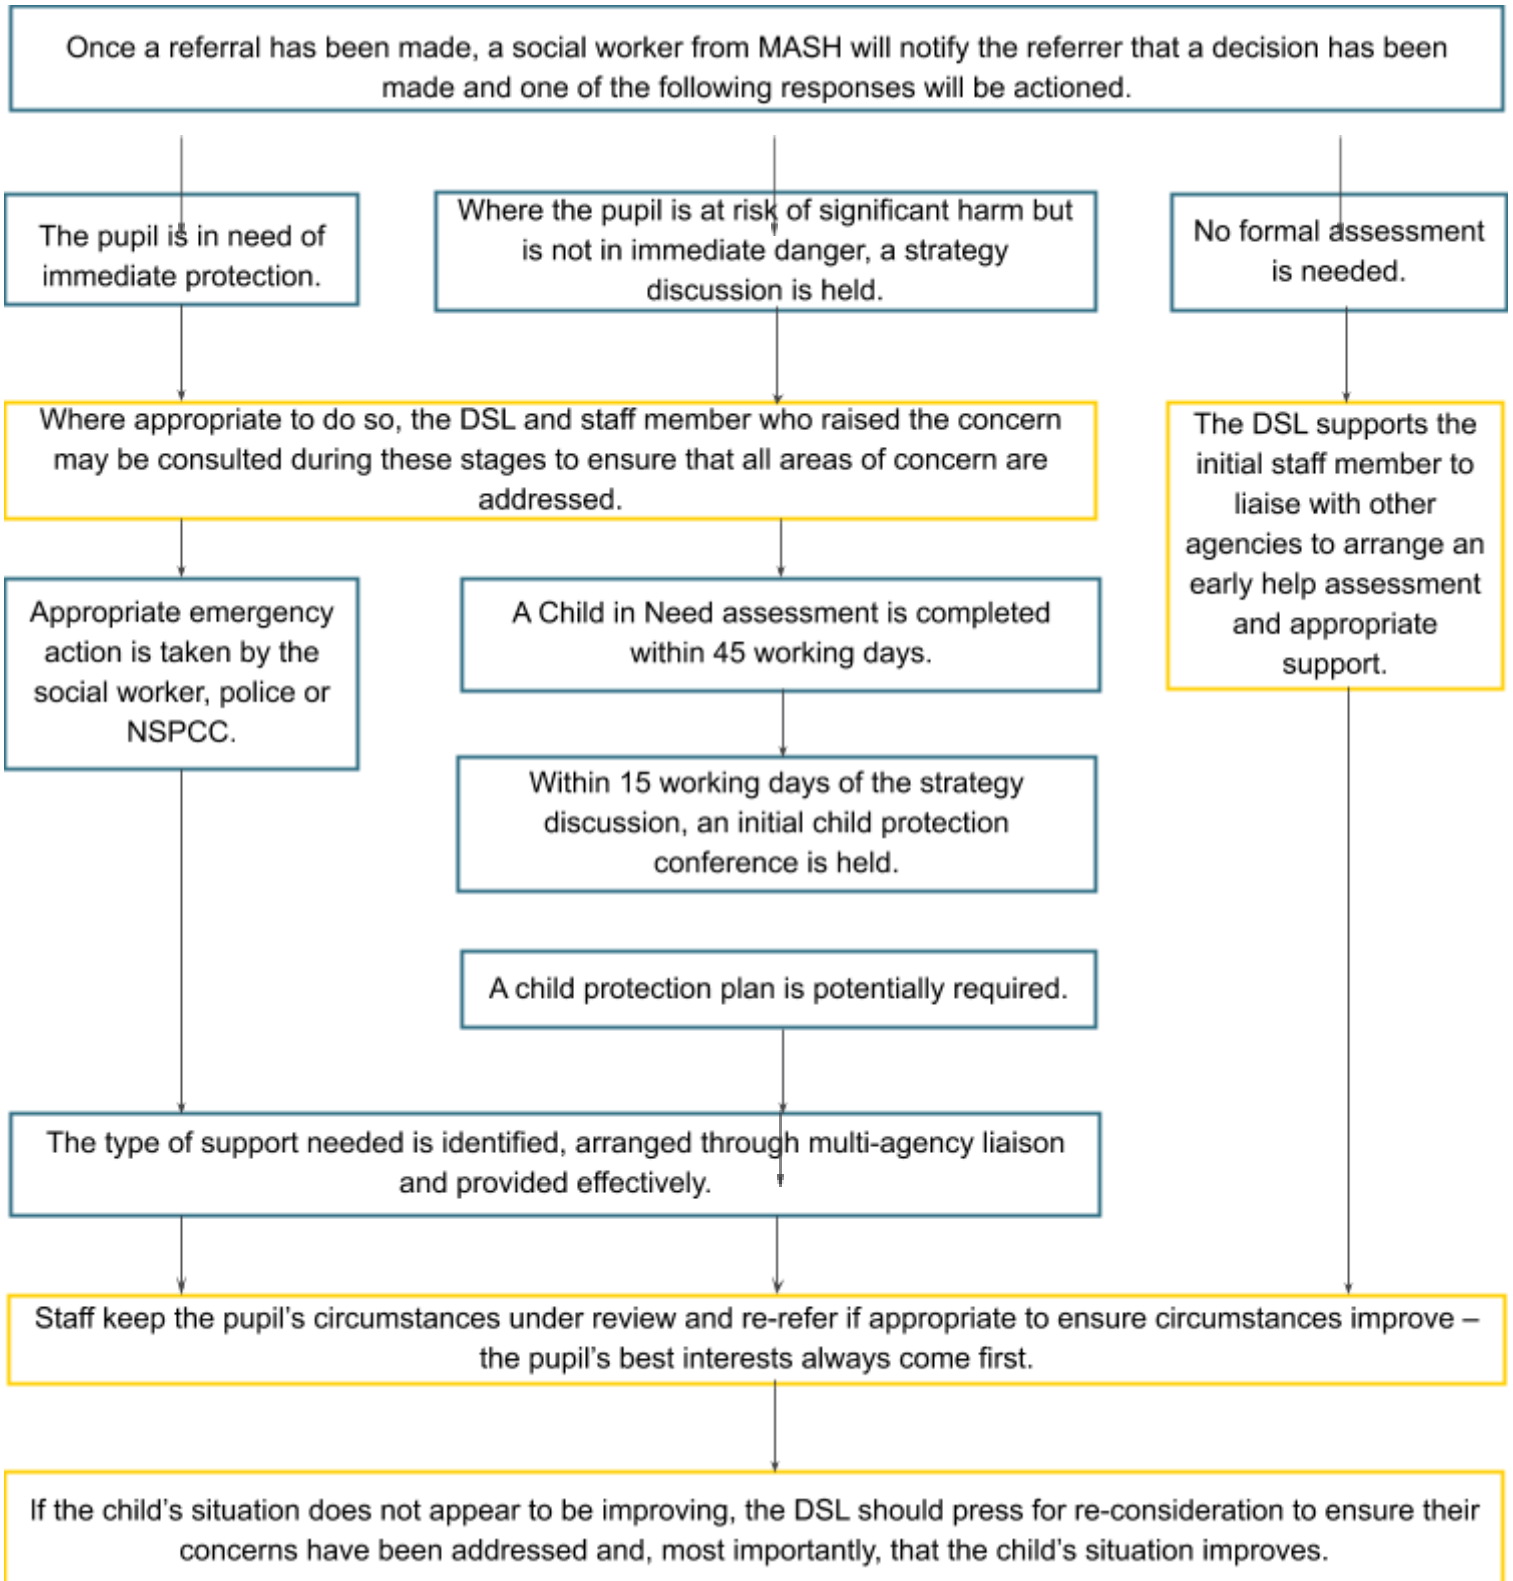 Once a referral has been made, a social worker from MASH will notify the referrer that a decision has been
made and one of the following responses will be actioned.
The pupil is in need of
immediate protection.
Where the pupil is at risk of significant harm but
is not in immediate danger, a strategy
discussion is held.
No formal assessment
is needed.
Where appropriate to do so, the DSL and staff member who raised the concern
may be consulted during these stages to ensure that all areas of concern are
addressed.
The DSL supports the
initial staff member to
liaise with other
agencies to arrange an
early help assessment
and appropriate
support.
Appropriate emergency
action is taken by the
social worker, police or
NSPCC.
A Child in Need assessment is completed
within 45 working days.
Within 15 working days of the strategy
discussion, an initial child protection
conference is held.
A child protection plan is potentially required.
The type of support needed is identified, arranged through multi-agency liaison
and provided effectively.
Staff keep the pupil’s circumstances under review and re-refer if appropriate to ensure circumstances improve –
the pupil’s best interests always come first.
If the child’s situation does not appear to be improving, the DSL should press for re-consideration to ensure their
concerns have been addressed and, most importantly, that the child’s situation improves.